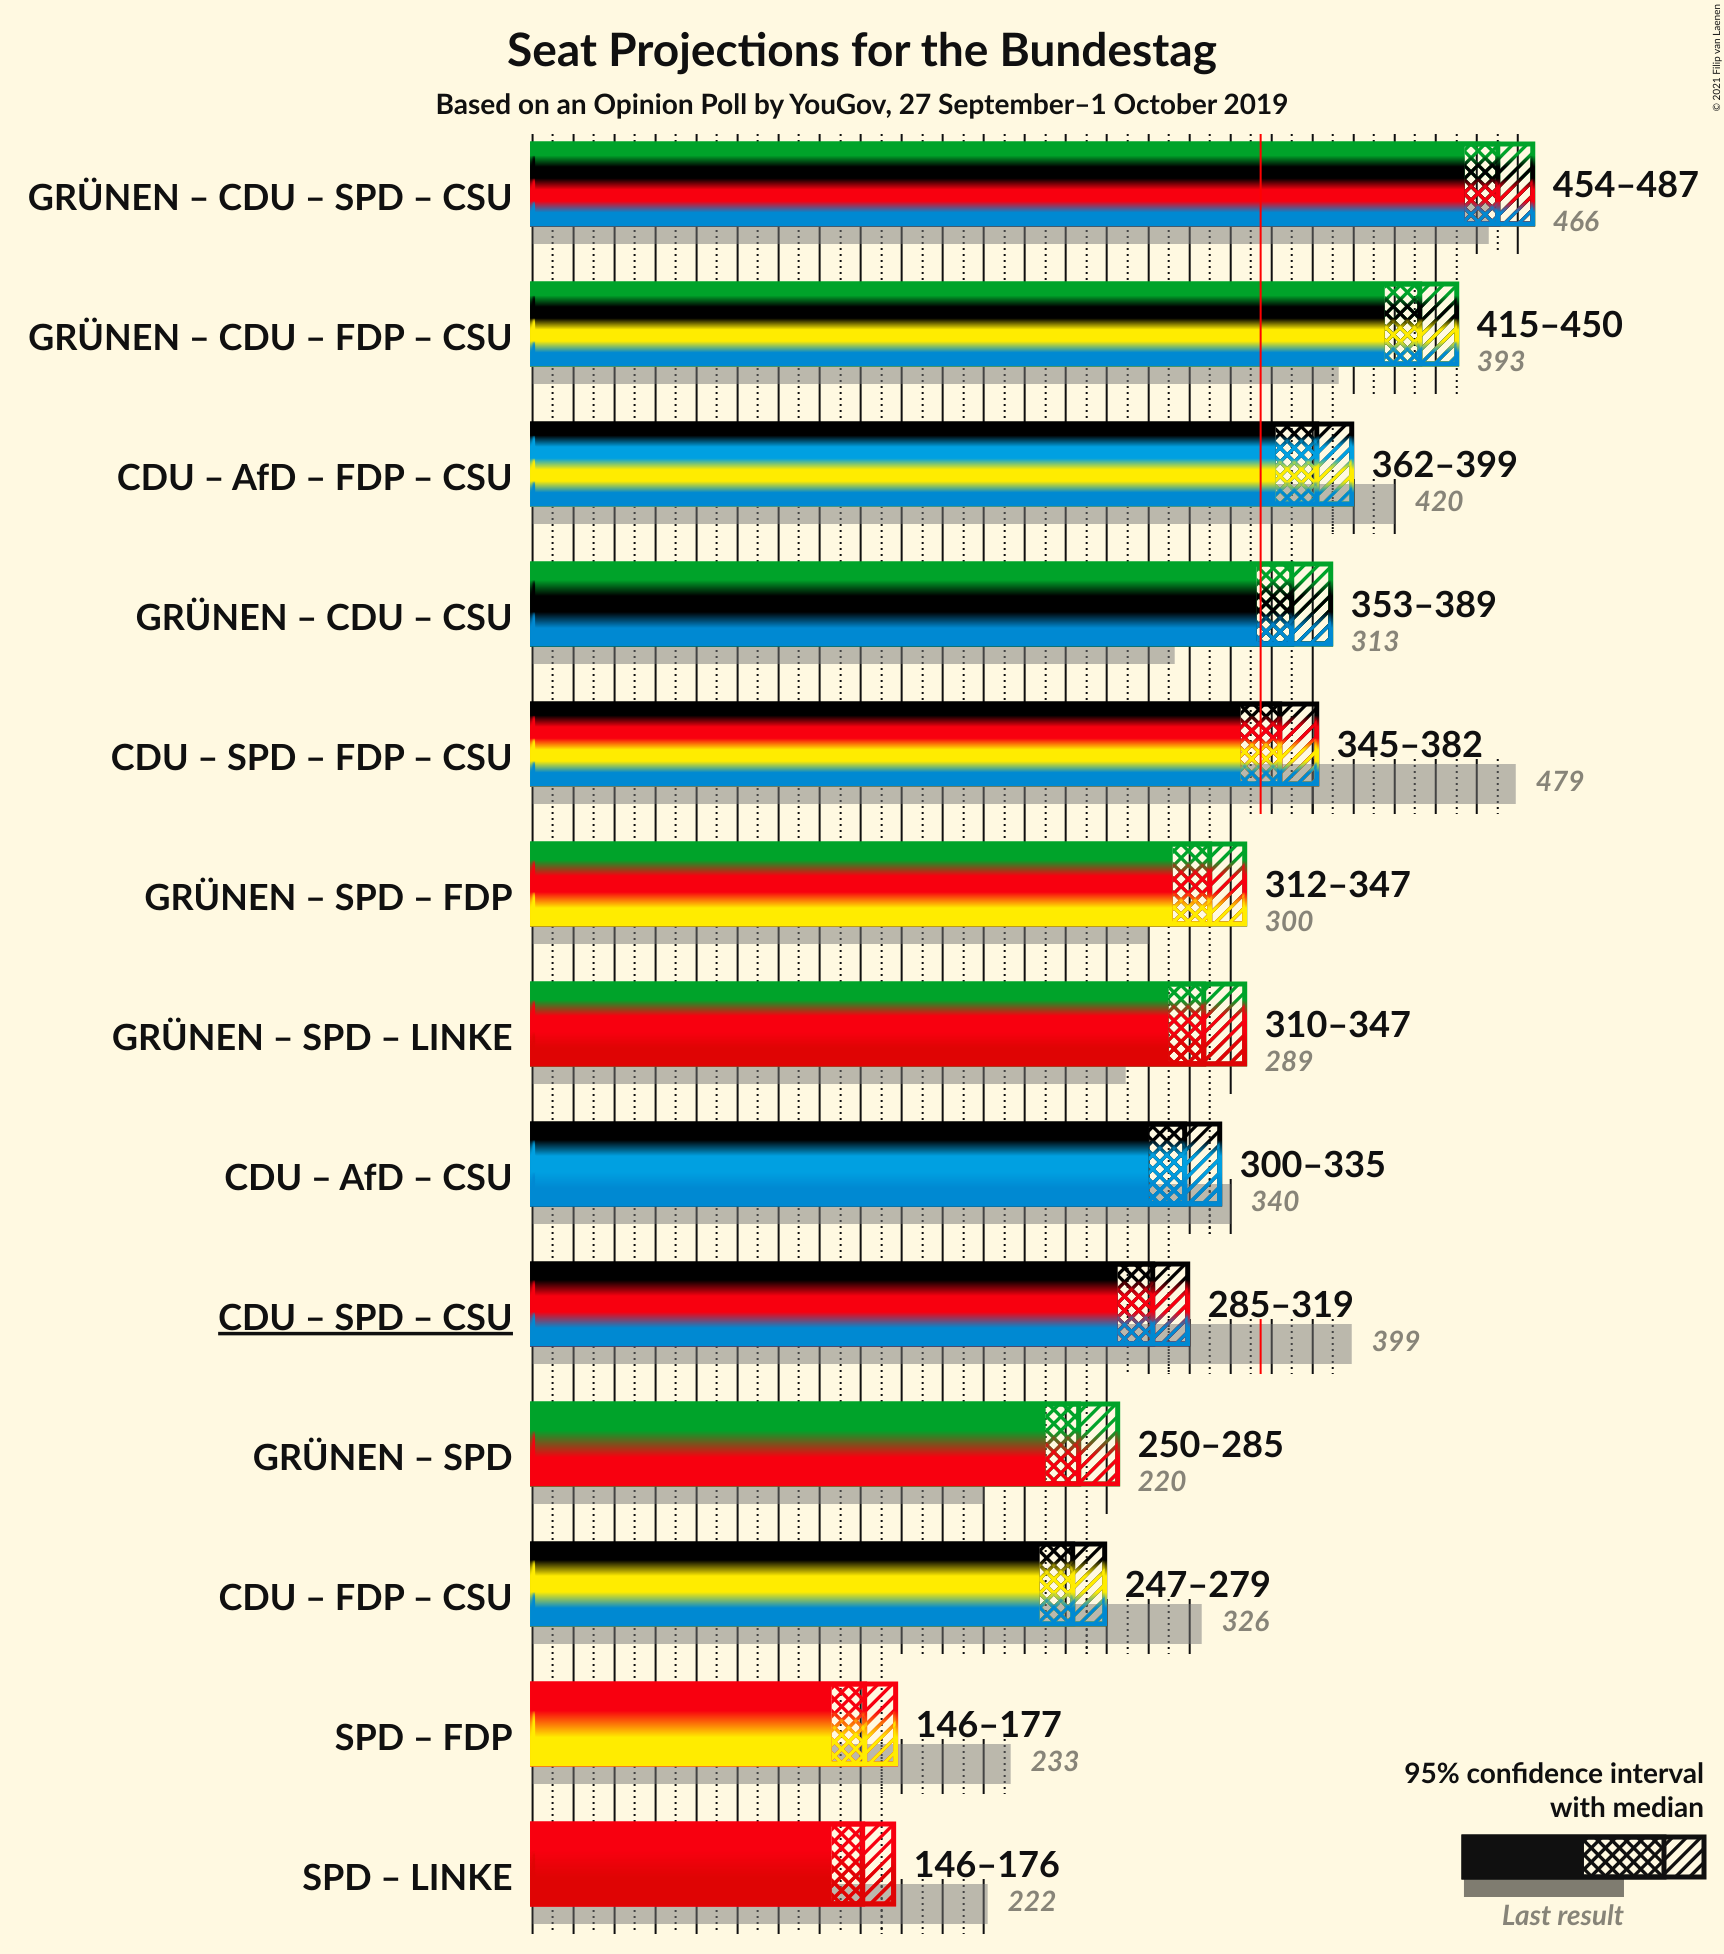 Seat Projections for the Bundestag
Based on an Opinion Poll by YouGov, 27 September–1 October 2019
© 2021 Filip van Laenen
GRÜNEN – CDU – SPD – CSU
454–487
466
GRÜNEN – CDU – FDP – CSU
415–450
393
CDU – AfD – FDP – CSU
362–399
420
GRÜNEN – CDU – CSU
353–389
313
CDU – SPD – FDP – CSU
345–382
479
GRÜNEN – SPD – FDP
312–347
300
GRÜNEN – SPD – LINKE
310–347
289
CDU – AfD – CSU
300–335
340
CDU – SPD – CSU
285–319
399
GRÜNEN – SPD
250–285
220
CDU – FDP – CSU
247–279
326
SPD – FDP
146–177
233
SPD – LINKE
146–176
222
95% confidence interval
with median
Last result